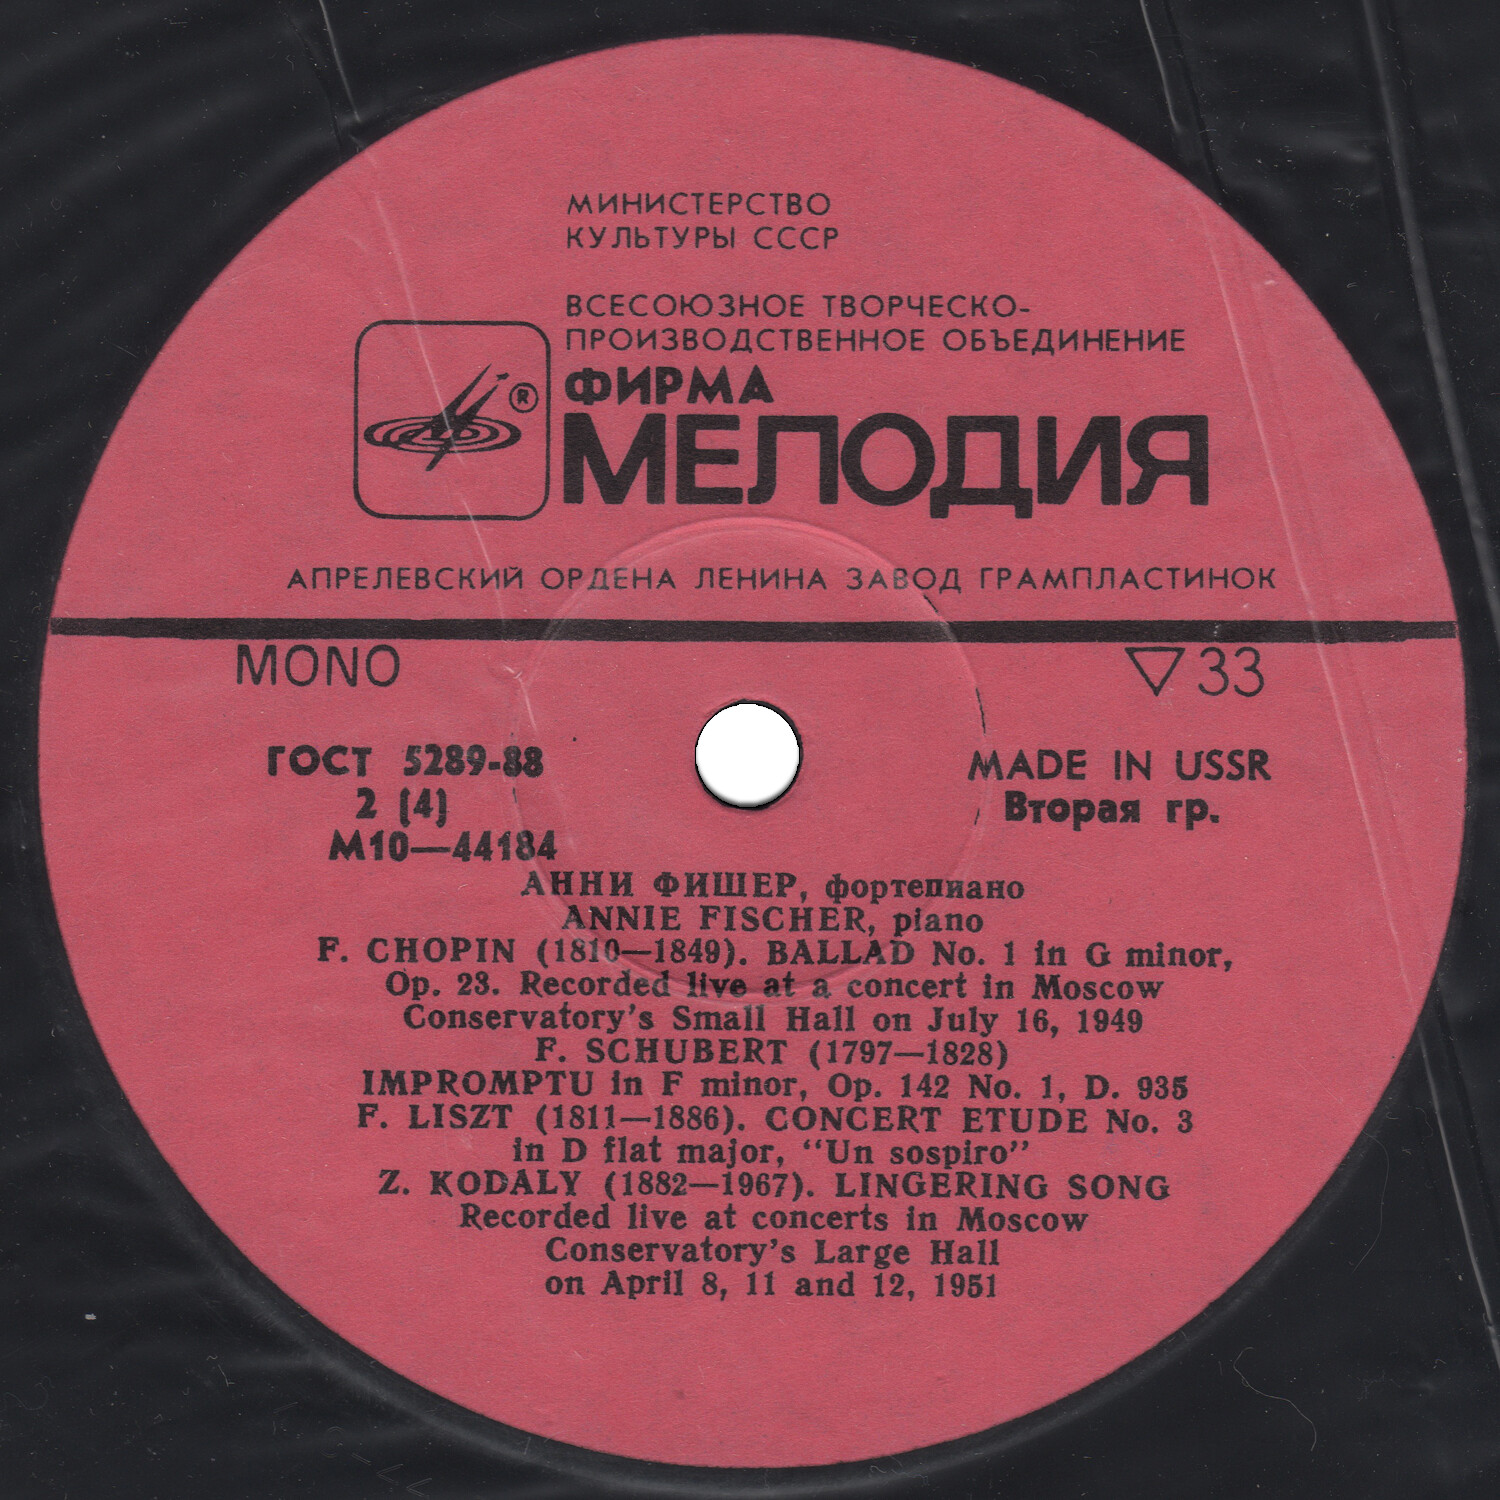 МИНИСТЕРСТВО
КУЛЬТУРЫ СССР
ВСЕСОЮЗНОЕ ТВОРЧЕСКО-
ПРОИЗВОДСТВЕННОЕ ОБЪЕДИНЕНИЕ
®
ФИРМА
МЕЛОДИЯ
АПРЕЛЕВСКИЙ ОРДЕНА ЛЕНИНА ЗАВОД ГРАМПЛАСТИНОК
MONO
▽33
ГОСТ 5289-88
2 (4)
М10—44184
MADE IN USSR
Вторая гр.
АННИ ФИШЕР, фортепиано
ANNIE FISCHER, piano
F. CHOPIN (1810—1849). BALLAD No. 1 in G minor,
Op. 23. Recorded live at a concert in Moscow
Conservatory's Small Hall on July 16, 1949
F. SCHUBERT (1797—1828)
IMPROMPTU in F minor, Op. 142 No. 1, D. 935
F. LISZT (1811—1886). CONCERT ETUDE No. 3
in D flat major, “Un sospiro”
Z. KODALY (1882—1967). LINGERING SONG
Recorded live at concerts in Moscow
Conservatory's Large Hall
on April 8, 11 and 12, 1951